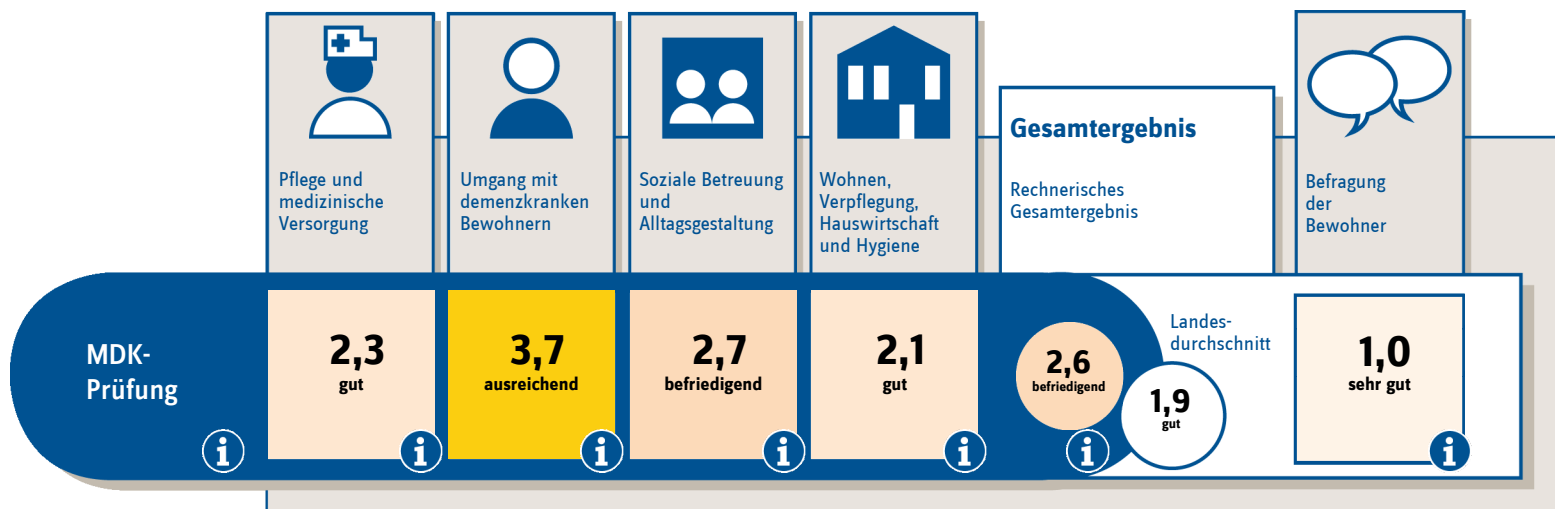 Pflege und
medizinische
Versorgung
Umgang mit
demenzkranken
Bewohnern
Soziale Betreuung
und
Alltagsgestaltung
Wohnen,
Verpflegung,
Hauswirtschaft
und Hygiene
Gesamtergebnis
Rechnerisches
Gesamtergebnis
Befragung
der
Bewohner
MDK-
Prüfung
i
2,3
gut
i
3,7
ausreichend
i
2,7
befriedigend
i
2,1
gut
i
2,6
befriedigend
i
Landes-
durchschnitt
1,9
gut
1,0
sehr gut
i